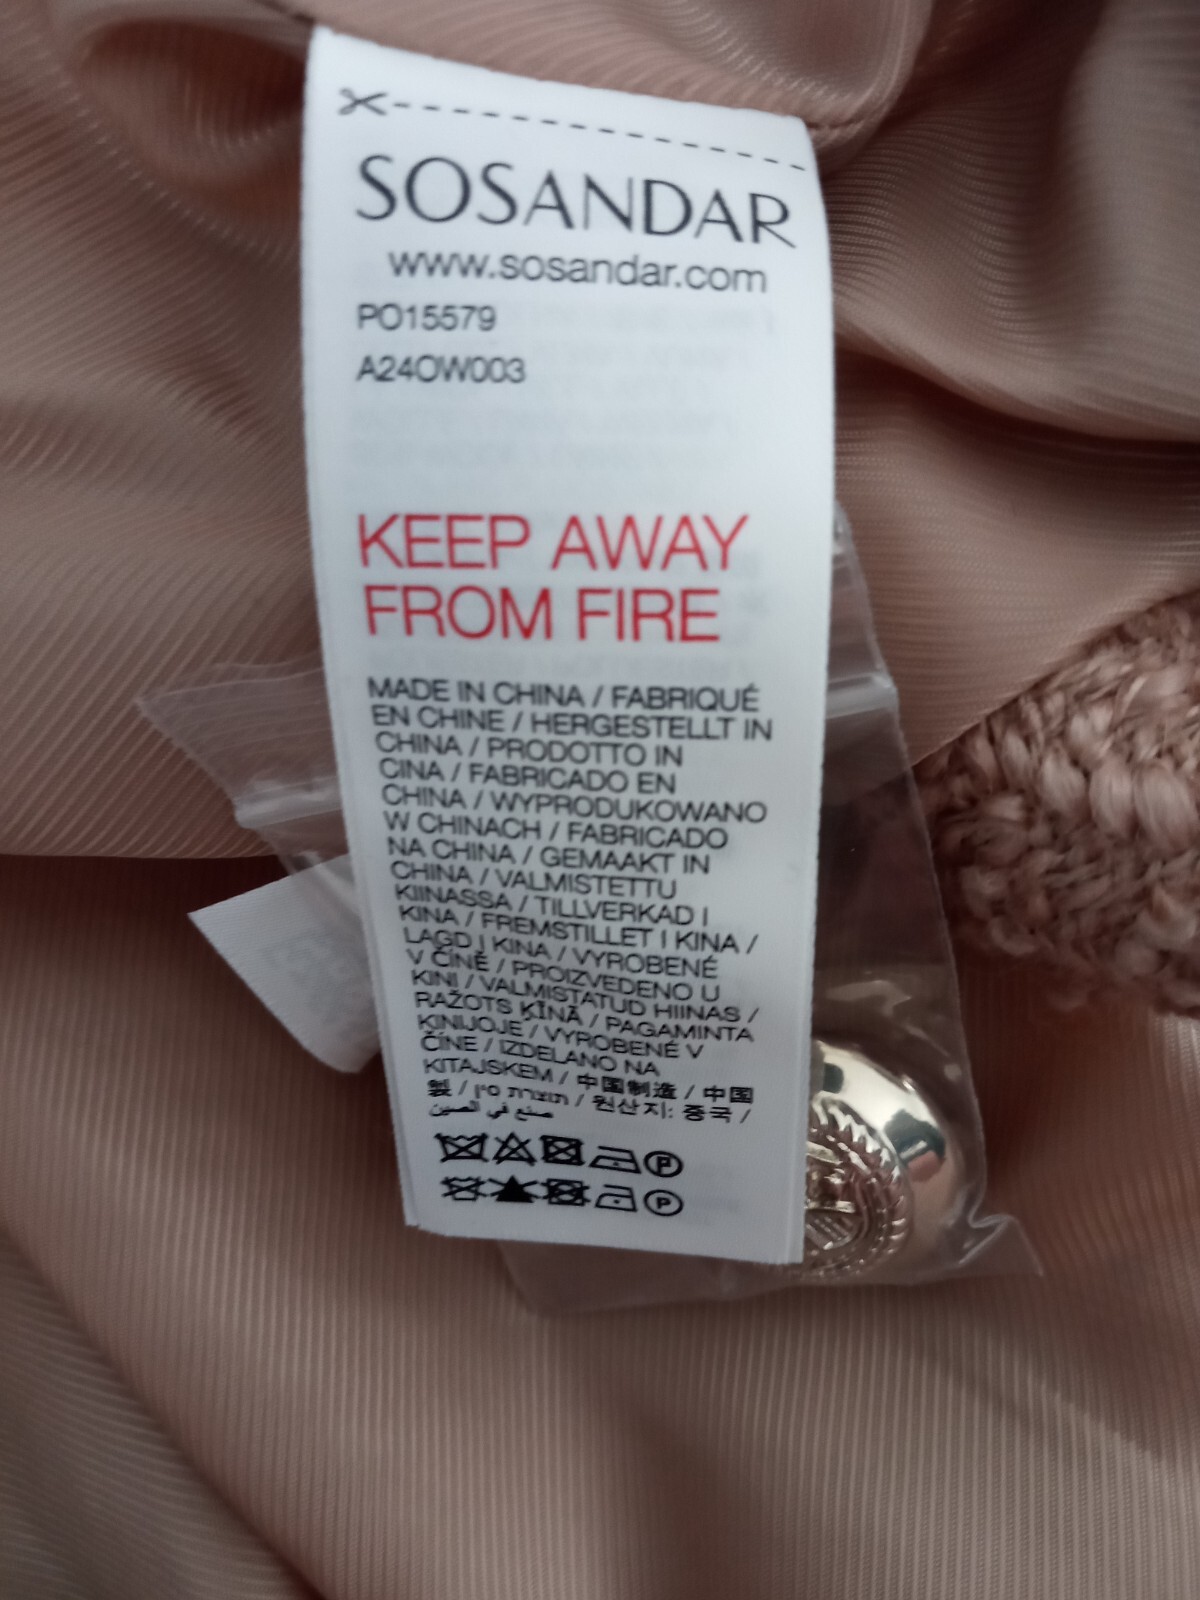 SOSANDAR
www.sosandar.com
PO15579
A24OW003
KEEP AWAY
FROM FIRE
MADE IN CHINA / FABRIQUÉ
EN CHINE / HERGESTELLT IN
CHINA / PRODOTTO IN
CINA / FABRICADO EN
CHINA / WYPRODUKOWANO
W CHINACH / FABRICADO
NA CHINA / GEMAAKT IN
CHINA / VALMISTETTU
KIINASSA / TILLVERKAD I
KINA / FREMSTILLET I KINA /
LAGD I KINA / VYROBENÉ
V ČÍNĚ / PROIZVEDENO U
KINI / VALMISTATUD HIINAS /
RAŽOTS ĶĪNĀ / PAGAMINTA
KINIJOJE / VYROBENÉ V
ČÍNE / IZDELANO NA
KITAJSKEM / 中国制造 / 中国
製 / תוצרת סין / 원산지: 중국 /
صنع في الصين
P
P